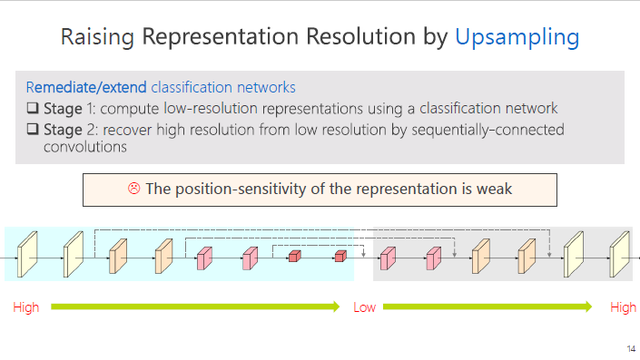 Raising Representation Resolution by Upsampling
Remediate/extend classification networks
❑ Stage 1: compute low-resolution representations using a classification network
❑ Stage 2: recover high resolution from low resolution by sequentially-connected
convolutions
☹ The position-sensitivity of the representation is weak
High Low High
14